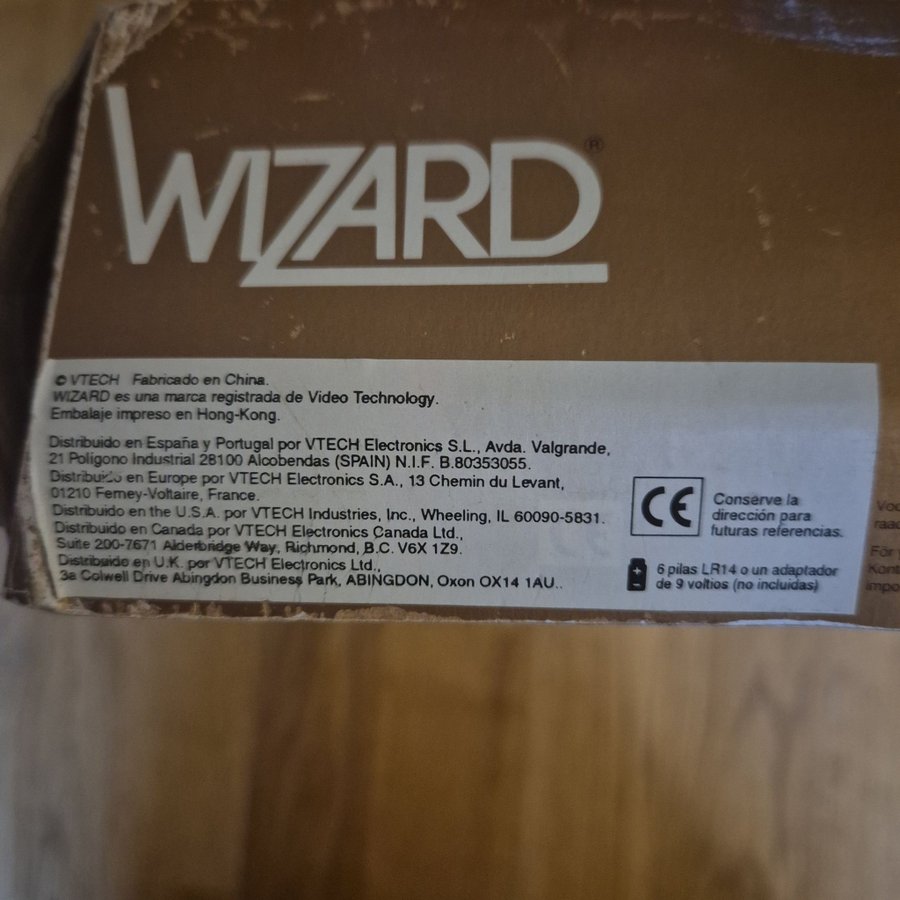 WIZARD®
© VTECH Fabricado en China.
WIZARD es una marca registrada de Video Technology.
Embalaje impreso en Hong-Kong.
Distribuido en España y Portugal por VTECH Electronics S.L., Avda. Valgrande,
21 Poligono Industrial 28100 Alcobendas (SPAIN) N.I.F. B.80353055.
Distribuido en Europe por VTECH Electronics S.A., 13 Chemin du Levant,
01210 Ferney-Voltaire, France.
Distribuido en the U.S.A. por VTECH Industries, Inc., Wheeling, IL 60090-5831.
Distribuido en Canada por VTECH Electronics Canada Ltd.,
Suite 200-7671 Alderbridge Way, Richmond, B.C. V6X 1Z9.
Distribuido en U.K. por VTECH Electronics Ltd.,
3a Colwell Drive Abingdon Business Park, ABINGDON, Oxon OX14 1AU..
CE
Conserve la
dirección para
futuras referencias.
6 pilas LR14 o un adaptador
de 9 voltios (no incluidas)
För